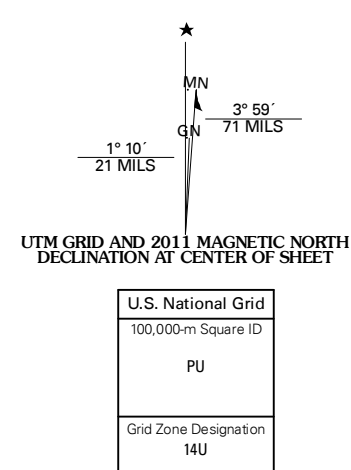 MN
3° 59´
71 MILS
GN
1° 10´
21 MILS
UTM GRID AND 2011 MAGNETIC NORTH
DECLINATION AT CENTER OF SHEET
U.S. National Grid
100,000-m Square ID
PU
Grid Zone Designation
14U